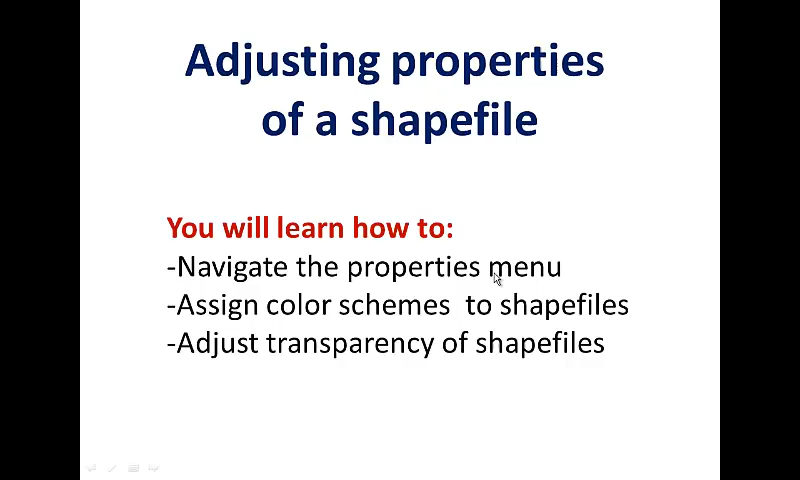 Adjusting properties
of a shapefile
You will learn how to:
-Navigate the properties menu
-Assign color schemes  to shapefiles
-Adjust transparency of shapefiles